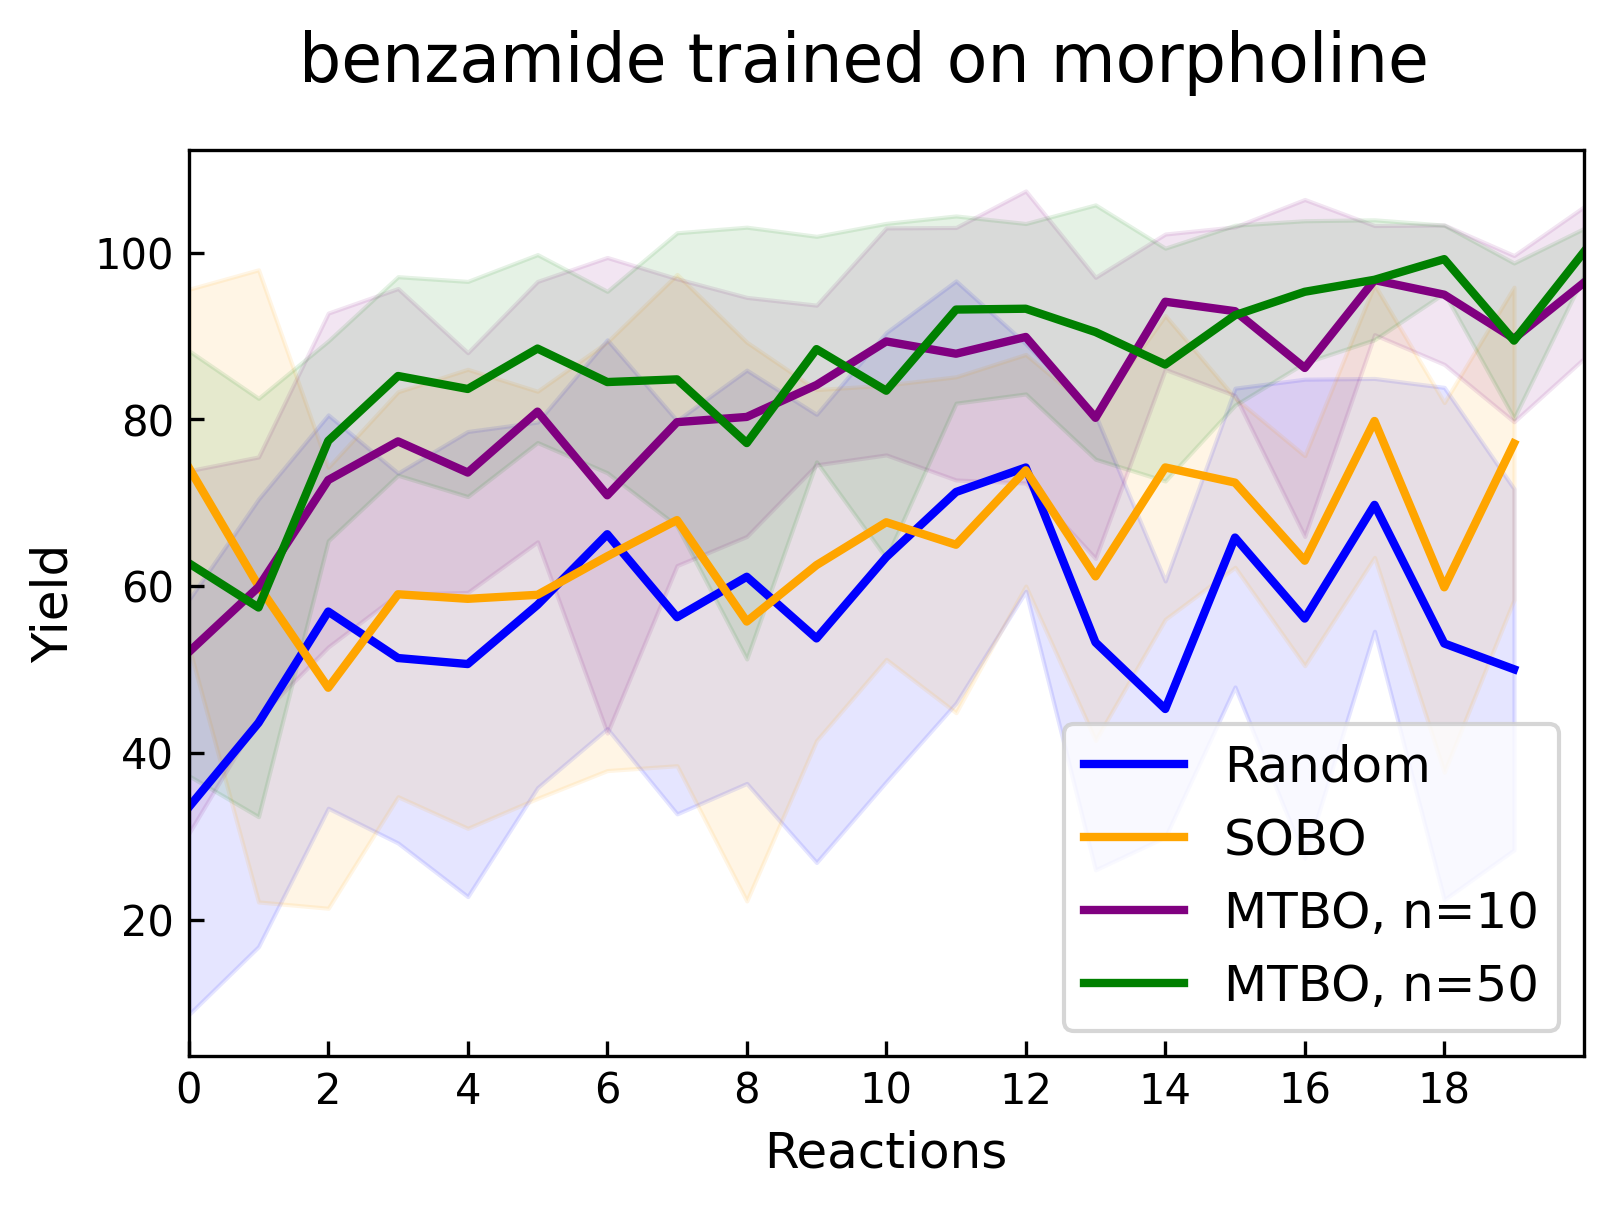 benzamide trained on morpholine
100
80
60
40
20
Yield
0 2 4 6 8 10 12 14 16 18
Reactions
Random
SOBO
MTBO, n=10
MTBO, n=50